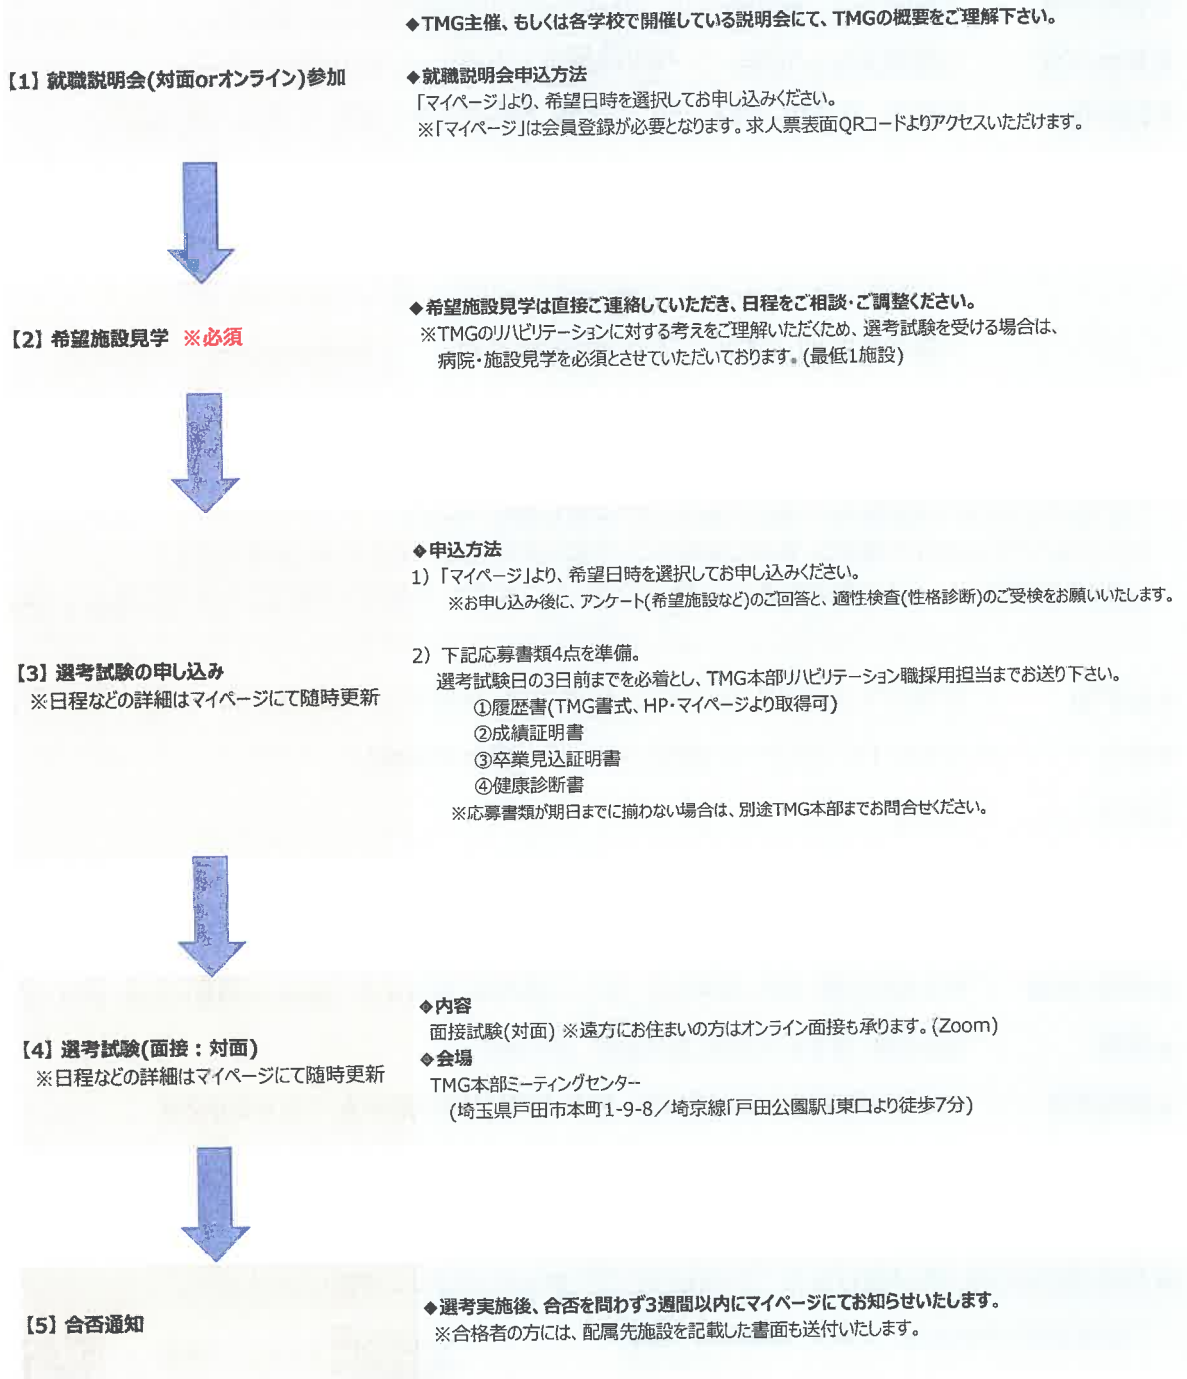 ◆TMG主催、もしくは各学校で開催している説明会にて、TMGの概要をご理解下さい。
【1】就職説明会(対面orオンライン)参加
◆就職説明会申込方法
「マイページ」より、希望日時を選択してお申し込みください。
※「マイページ」は会員登録が必要となります。求人票表面QRコードよりアクセスいただけます。
◆希望施設見学は直接ご連絡していただき、日程をご相談・ご調整ください。
【2】希望施設見学 ※必須
※TMGのリハビリテーションに対する考えをご理解いただくため、選考試験を受ける場合は、
病院・施設見学を必須とさせていただいております。(最低1施設)
◆申込方法
1)「マイページ」より、希望日時を選択してお申し込みください。
※お申し込み後に、アンケート(希望施設など)のご回答と、適性検査(性格診断)のご受検をお願いいたします。
【3】選考試験の申し込み
※日程などの詳細はマイページにて随時更新
2) 下記応募書類4点を準備。
選考試験日の3日前までを必着とし、TMG本部リハビリテーション職採用担当までお送り下さい。
①履歴書(TMG書式、HP・マイページより取得可)
②成績証明書
③卒業見込証明書
④健康診断書
※応募書類が期日までに揃わない場合は、別途TMG本部までお問合せください。
【4】選考試験(面接：対面)
※日程などの詳細はマイページにて随時更新
◆内容
面接試験(対面) ※遠方にお住まいの方はオンライン面接も承ります。(Zoom)
◆会場
TMG本部ミーティングセンター
(埼玉県戸田市本町1-9-8／埼京線「戸田公園駅」東口より徒歩7分)
【5】合否通知
◆選考実施後、合否を問わず3週間以内にマイページにてお知らせいたします。
※合格者の方には、配属先施設を記載した書面も送付いたします。